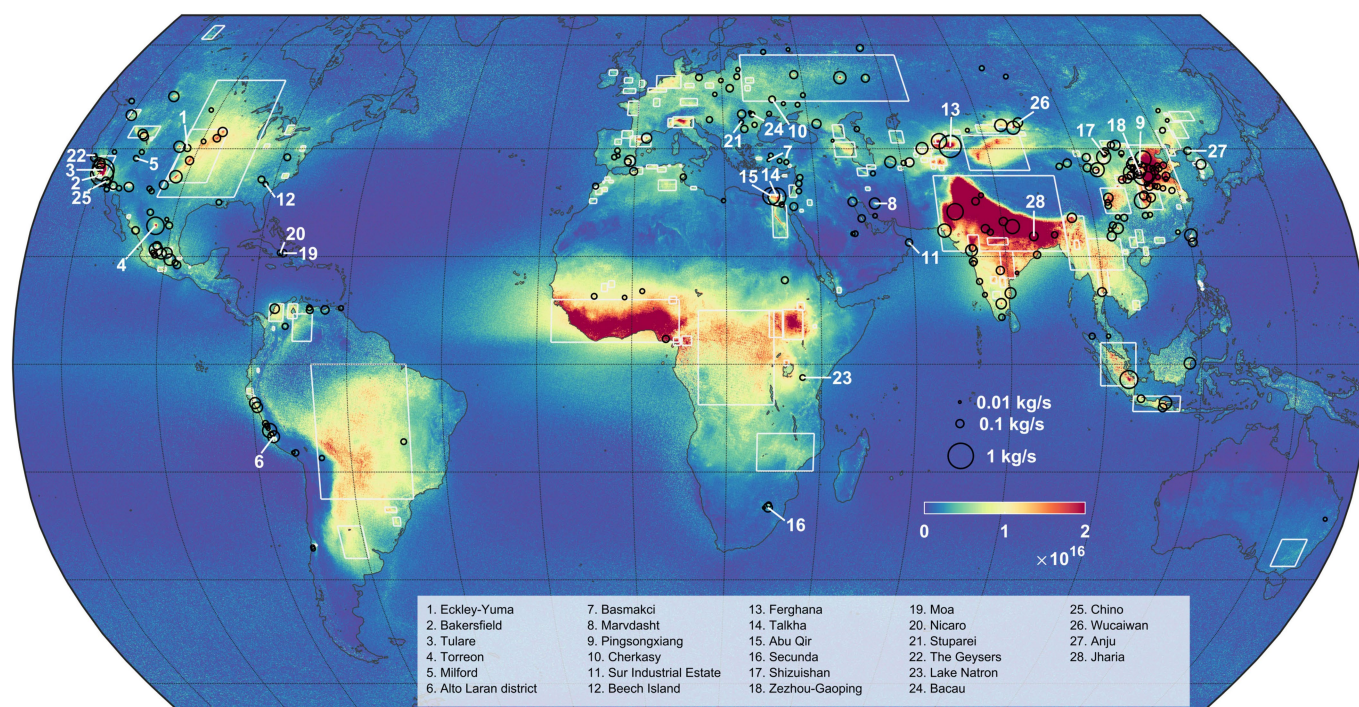 1
26
13
17
18
9
24
10
21
22
5
7
27
3
2
14
12
15
25
28
8
20
4
19
11
23
0.01 kg/s
0.1 kg/s
1 kg/s
6
16
0 1 2
×10¹⁶
1. Eckley-Yuma 7. Basmakci 13. Ferghana 19. Moa 25. Chino
2. Bakersfield 8. Marvdasht 14. Talkha 20. Nicaro 26. Wucaiwan
3. Tulare 9. Pingsongxiang 15. Abu Qir 21. Stuparei 27. Anju
4. Torreon 10. Cherkasy 16. Secunda 22. The Geysers 28. Jharia
5. Milford 11. Sur Industrial Estate 17. Shizuishan 23. Lake Natron
6. Alto Laran district 12. Beech Island 18. Zezhou-Gaoping 24. Bacau